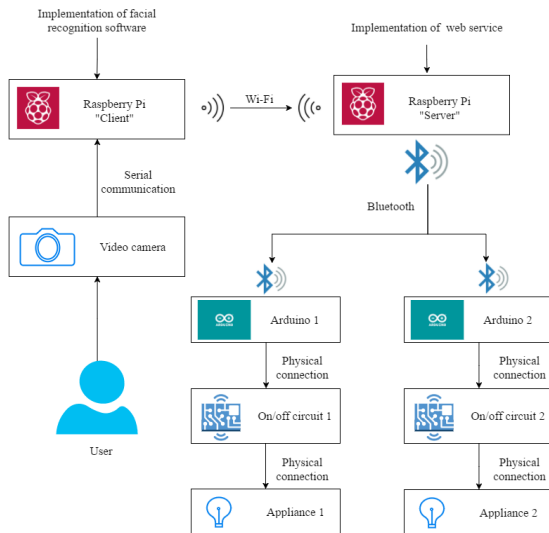 Implementation of facial
recognition software
Implementation of web service
Raspberry Pi
"Client"
Wi-Fi
Raspberry Pi
"Server"
Serial
communication
Bluetooth
Video camera
ARDUINO
Arduino 1
ARDUINO
Arduino 2
Physical
connection
Physical
connection
On/off circuit 1
On/off circuit 2
User
Physical
connection
Physical
connection
Appliance 1
Appliance 2